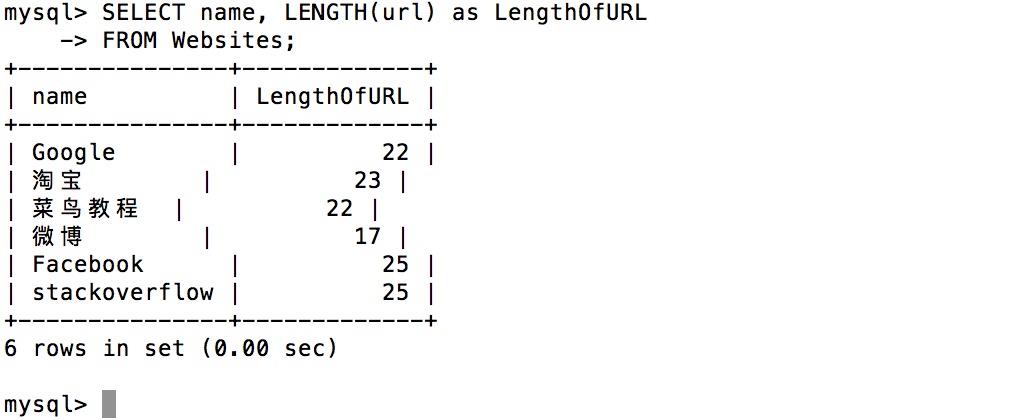 mysql> SELECT name, LENGTH(url) as LengthOfURL
    -> FROM Websites;
+---------------+-------------+
| name          | LengthOfURL |
+---------------+-------------+
| Google        |          22 |
| 淘宝        |          23 |
| 菜鸟教程  |          22 |
| 微博        |          17 |
| Facebook      |          25 |
| stackoverflow |          25 |
+---------------+-------------+
6 rows in set (0.00 sec)
mysql>